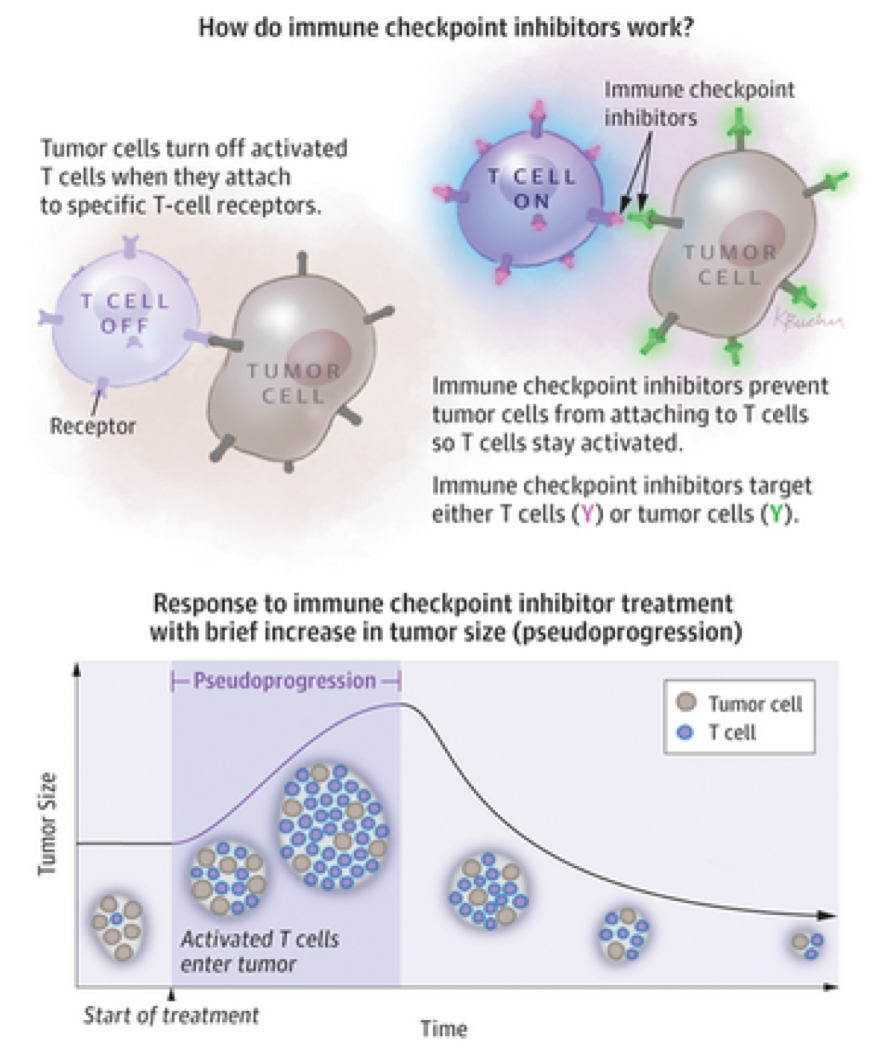 How do immune checkpoint inhibitors work?
Tumor cells turn off activated
T cells when they attach
to specific T-cell receptors.
T CELL
OFF
TUMOR
CELL
Receptor
Immune checkpoint
inhibitors
T CELL
ON
TUMOR
CELL
KBucher
Immune checkpoint inhibitors prevent
tumor cells from attaching to T cells
so T cells stay activated.
Immune checkpoint inhibitors target
either T cells (Y) or tumor cells (Y).
Response to immune checkpoint inhibitor treatment
with brief increase in tumor size (pseudoprogression)
Pseudoprogression
Tumor cell
T cell
Tumor Size
Activated T cells
enter tumor
Start of treatment
Time